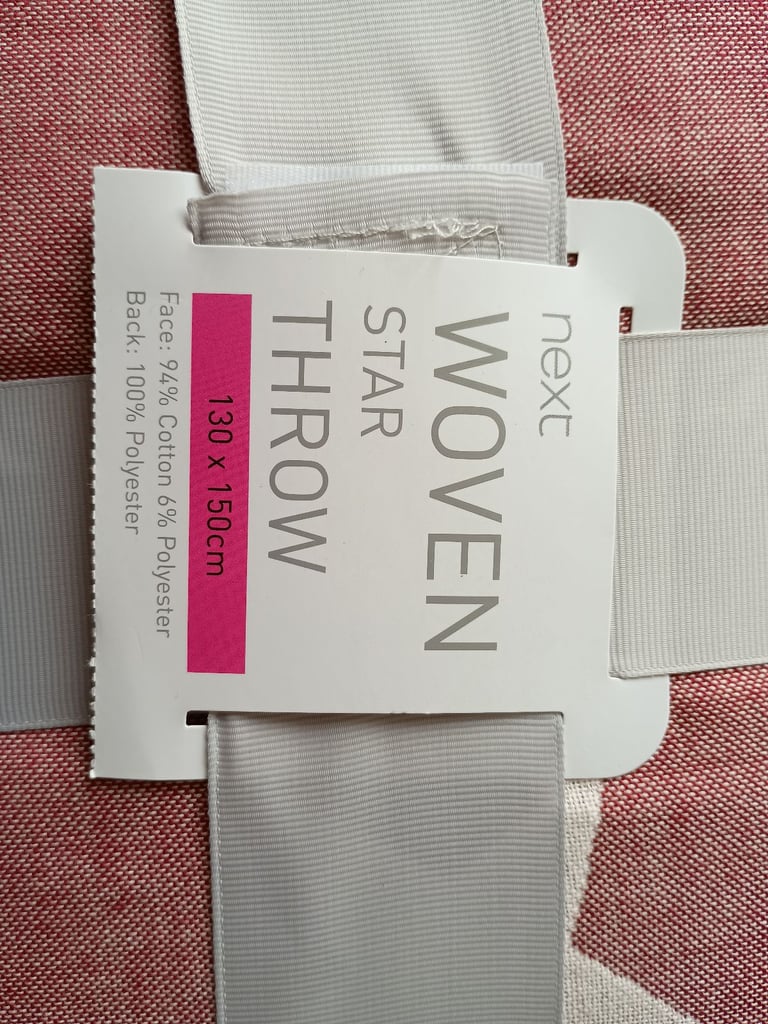 next
WOVEN
STAR
THROW
130 x 150cm
Face: 94% Cotton 6% Polyester
Back: 100% Polyester